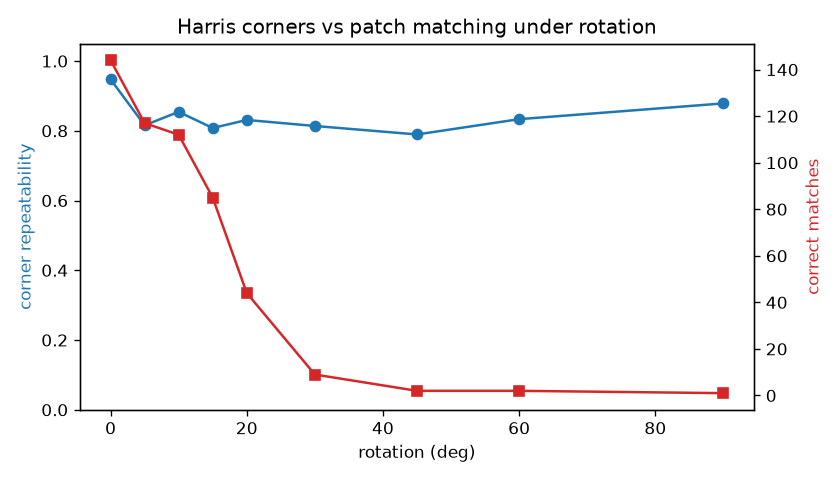 Harris corners vs patch matching under rotation
corner repeatability
1.0
0.8
0.6
0.4
0.2
0.0
140
120
100
80
60
40
20
0
correct matches
0 20 40 60 80
rotation (deg)